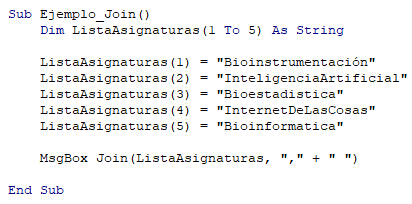 Sub Ejemplo_Join()
    Dim ListaAsignaturas(1 To 5) As String

    ListaAsignaturas(1) = "Bioinstrumentación"
    ListaAsignaturas(2) = "InteligenciaArtificial"
    ListaAsignaturas(3) = "Bioestadistica"
    ListaAsignaturas(4) = "InternetDeLasCosas"
    ListaAsignaturas(5) = "Bioinformatica"

    MsgBox Join(ListaAsignaturas, "," + " ")

End Sub